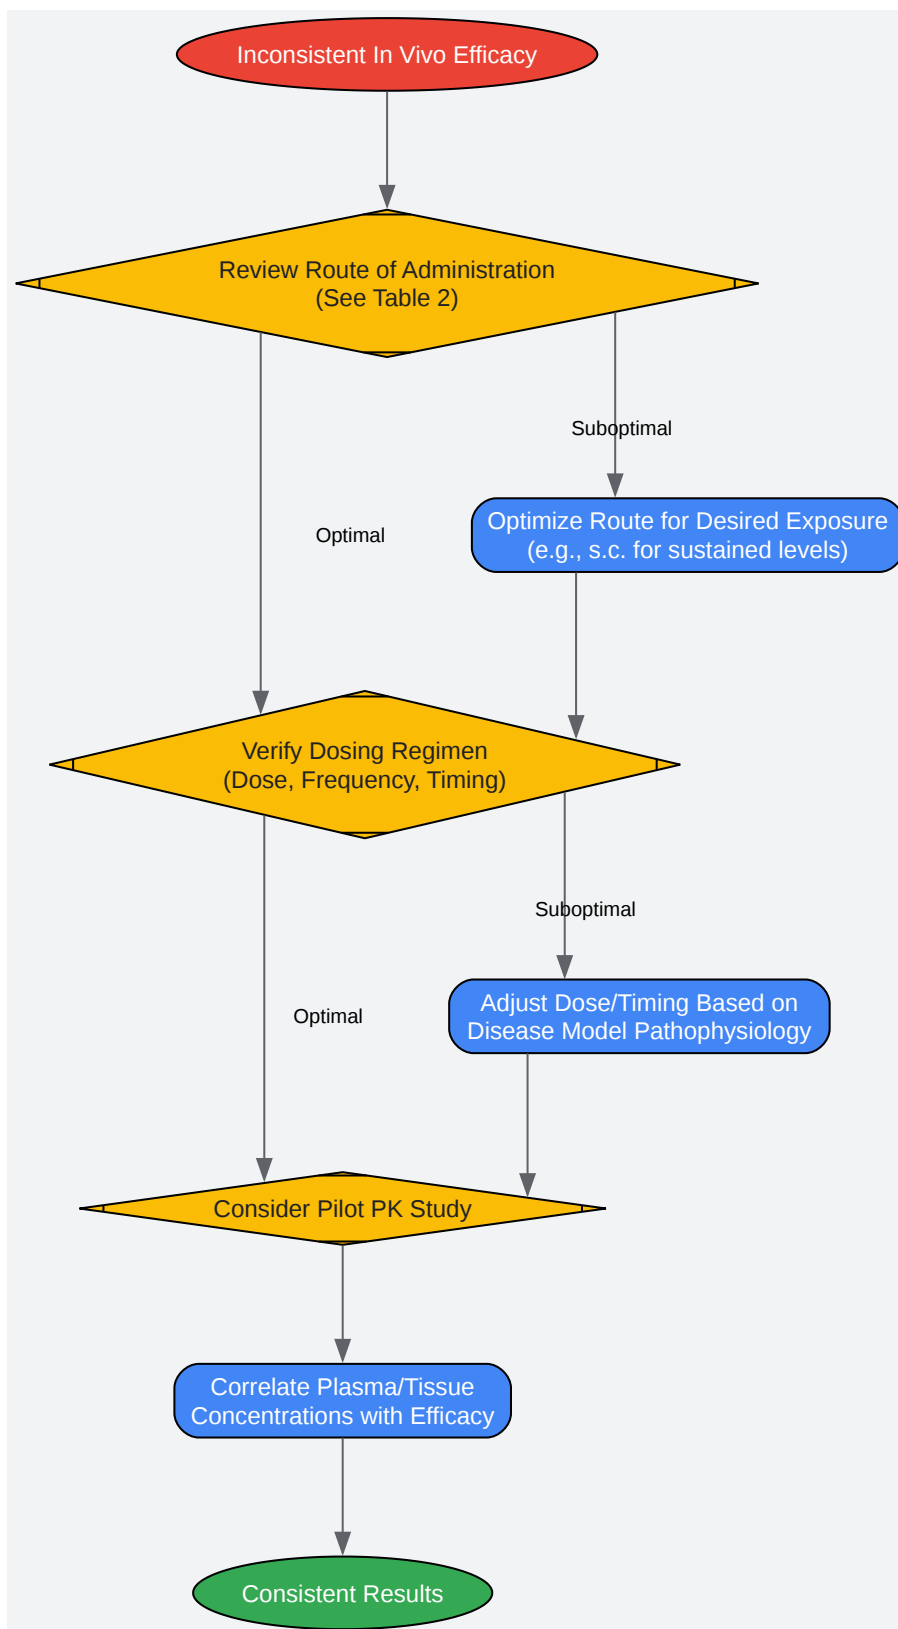 Inconsistent In Vivo Efficacy
Review Route of Administration
(See Table 2)
Suboptimal
Optimize Route for Desired Exposure
(e.g., s.c. for sustained levels)
Optimal
Verify Dosing Regimen
(Dose, Frequency, Timing)
Suboptimal
Adjust Dose/Timing Based on
Disease Model Pathophysiology
Optimal
Consider Pilot PK Study
Correlate Plasma/Tissue
Concentrations with Efficacy
Consistent Results